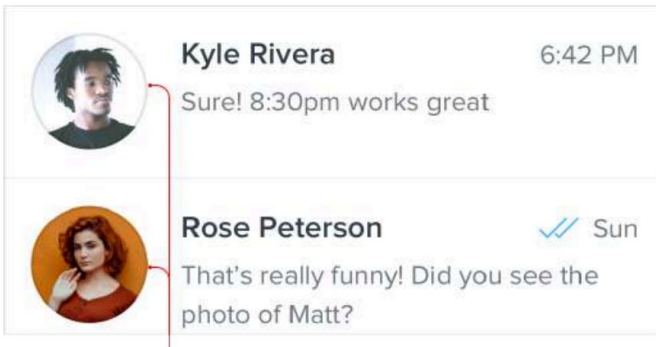 Kyle Rivera 6:42 PM
Sure! 8:30pm works great
Rose Peterson Sun
That's really funny! Did you see the
photo of Matt?